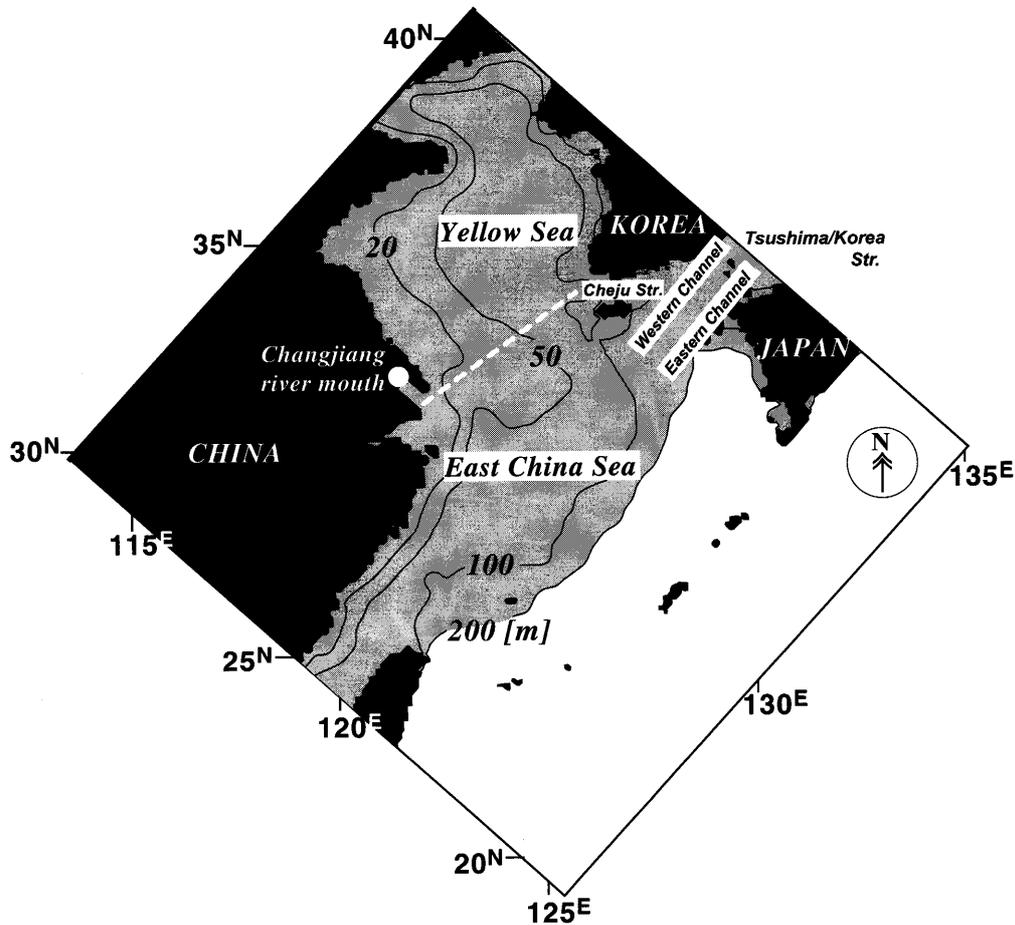 40N
35N
30N
25N
20N
115E
120E
125E
130E
135E
Yellow Sea
KOREA
Tsushima/Korea
Str.
20
Cheju Str.
Western Channel
Eastern Channel
50
JAPAN
Changjiang
river mouth
CHINA
East China Sea
N
100
200 [m]